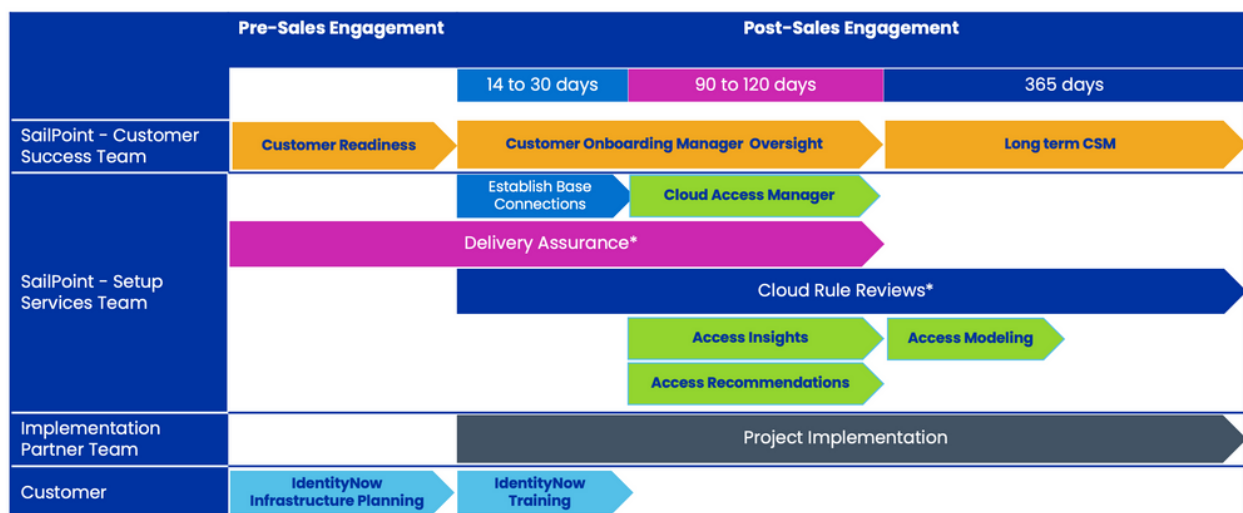 Pre-Sales Engagement
Post-Sales Engagement
14 to 30 days
90 to 120 days
365 days
SailPoint - Customer
Success Team
Customer Readiness
Customer Onboarding Manager Oversight
Long term CSM
SailPoint - Setup
Services Team
Establish Base
Connections
Cloud Access Manager
Delivery Assurance*
Cloud Rule Reviews*
Access Insights
Access Modeling
Access Recommendations
Implementation
Partner Team
Project Implementation
Customer
IdentityNow
Infrastructure Planning
IdentityNow
Training